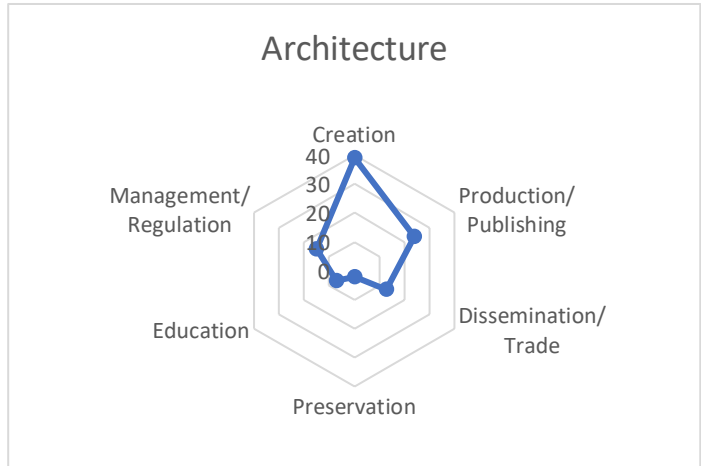 Architecture
Creation
40
30
20
10
0
Production/
Publishing
Dissemination/
Trade
Preservation
Education
Management/
Regulation